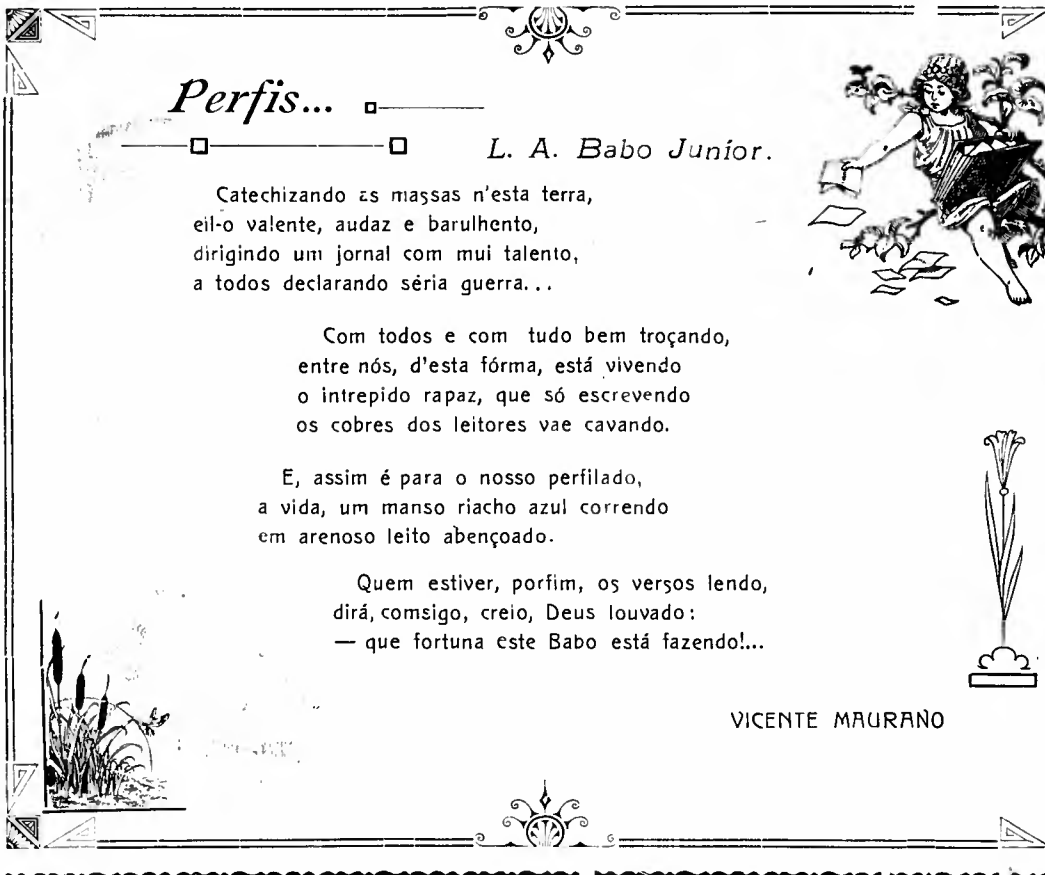 Perfis...
L. A. Babo Junior.
Catechizando as massas n'esta terra,
eil-o valente, audaz e barulhento,
dirigindo um jornal com mui talento,
a todos declarando séria guerra...
Com todos e com tudo bem troçando,
entre nós, d'esta fórma, está vivendo
o intrepido rapaz, que só escrevendo
os cobres dos leitores vae cavando.
E, assim é para o nosso perfilado,
a vida, um manso riacho azul correndo
em arenoso leito abençoado.
Quem estiver, porfim, os versos lendo,
dirá, comsigo, creio, Deus louvado:
— que fortuna este Babo está fazendo!...
VICENTE MAURANO